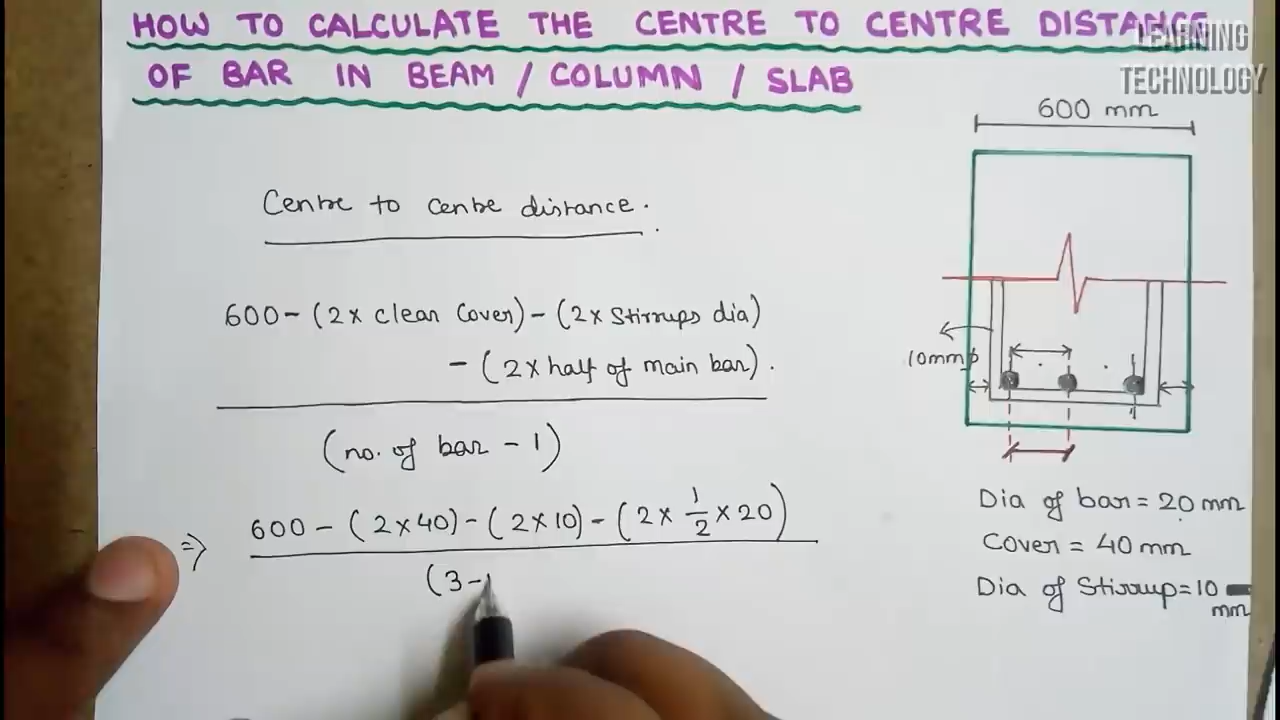 HOW TO CALCULATE THE CENTRE TO CENTRE DISTANCE
OF BAR IN BEAM / COLUMN / SLAB
LEARNING
TECHNOLOGY
600 mm
Centre to centre distance.
600 - (2 x clear Cover) - (2 x Stirrups dia)
- (2 x half of main bar).
(no. of bar - 1)
10mmϕ
⇒ 600 - (2 x 40) - (2 x 10) - (2 x 1/2 x 20)
(3 -
Dia of bar = 20 mm
Cover = 40 mm
Dia of Stirrup = 10
mm